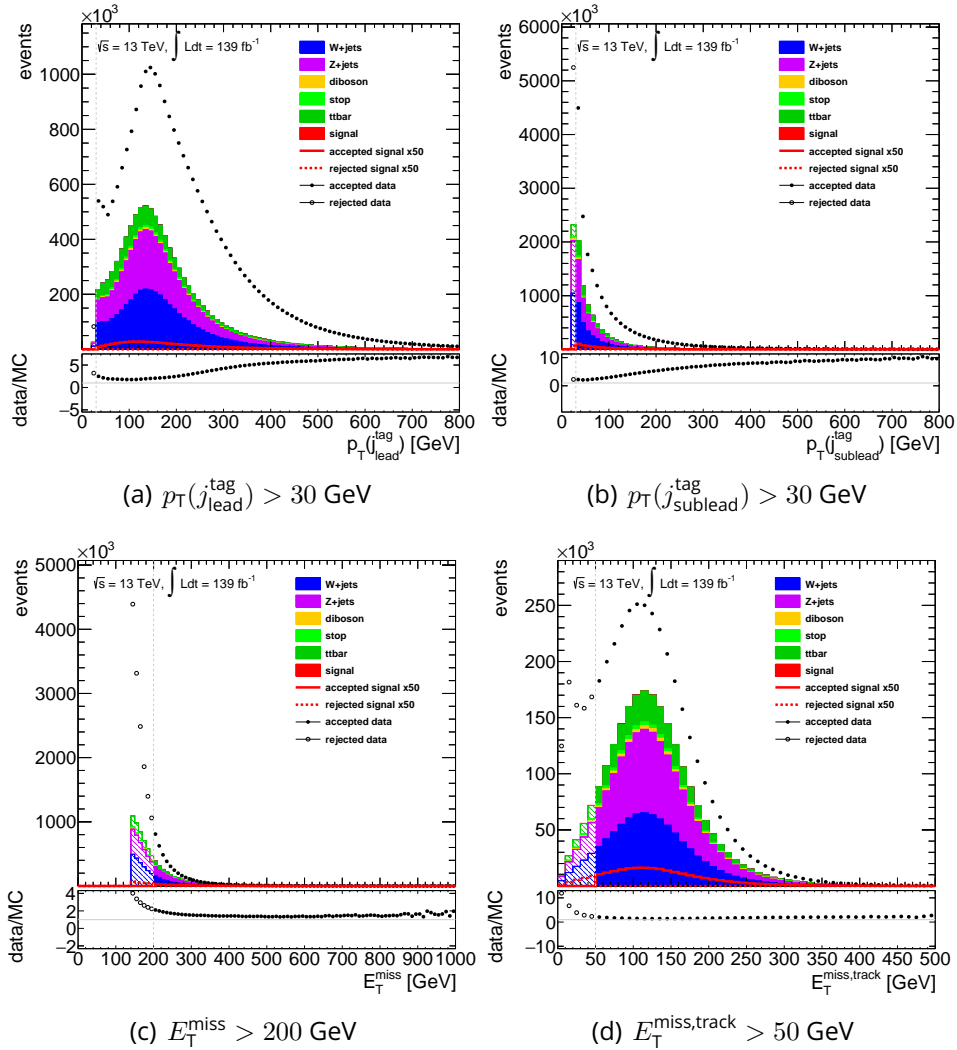 ×10³
events
√s = 13 TeV, ∫ Ldt = 139 fb⁻¹
W+jets
Z+jets
diboson
stop
ttbar
signal
accepted signal x50
rejected signal x50
accepted data
rejected data
1000
800
600
400
200
data/MC
5
0
−5
0 100 200 300 400 500 600 700 800
p_T(j_lead^tag) [GeV]
(a) p_T(j_lead^tag) > 30 GeV
×10³
events
√s = 13 TeV, ∫ Ldt = 139 fb⁻¹
W+jets
Z+jets
diboson
stop
ttbar
signal
accepted signal x50
rejected signal x50
accepted data
rejected data
6000
5000
4000
3000
2000
1000
data/MC
10
0
0 100 200 300 400 500 600 700 800
p_T(j_sublead^tag) [GeV]
(b) p_T(j_sublead^tag) > 30 GeV
×10³
events
√s = 13 TeV, ∫ Ldt = 139 fb⁻¹
W+jets
Z+jets
diboson
stop
ttbar
signal
accepted signal x50
rejected signal x50
accepted data
rejected data
5000
4000
3000
2000
1000
data/MC
4
2
0
−2
0 100 200 300 400 500 600 700 800 900 1000
E_T^miss [GeV]
(c) E_T^miss > 200 GeV
×10³
events
√s = 13 TeV, ∫ Ldt = 139 fb⁻¹
W+jets
Z+jets
diboson
stop
ttbar
signal
accepted signal x50
rejected signal x50
accepted data
rejected data
250
200
150
100
50
data/MC
10
0
−10
0 50 100 150 200 250 300 350 400 450 500
E_T^miss,track [GeV]
(d) E_T^miss,track > 50 GeV